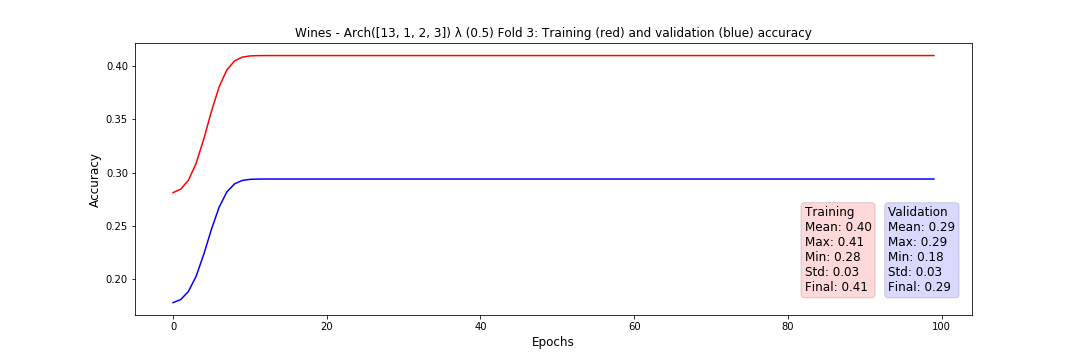 Wines - Arch([13, 1, 2, 3]) λ (0.5) Fold 3: Training (red) and validation (blue) accuracy
Accuracy
0.40
0.35
0.30
0.25
0.20
Training
Mean: 0.40
Max: 0.41
Min: 0.28
Std: 0.03
Final: 0.41
Validation
Mean: 0.29
Max: 0.29
Min: 0.18
Std: 0.03
Final: 0.29
0 20 40 60 80 100
Epochs